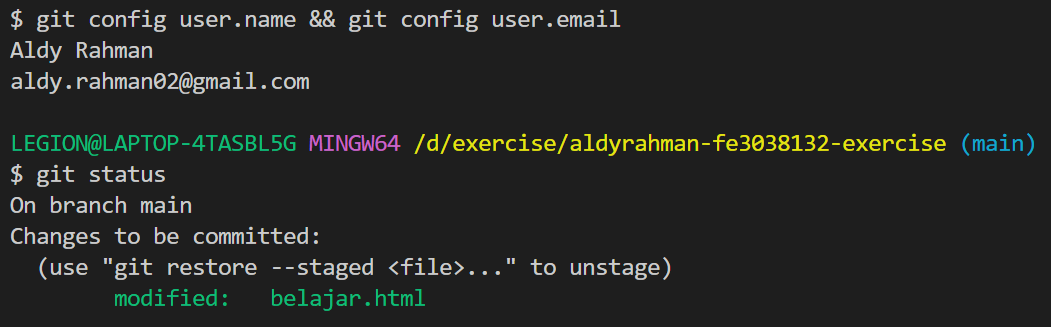 $ git config user.name && git config user.email
Aldy Rahman
aldy.rahman02@gmail.com
LEGION@LAPTOP-4TASBL5G MINGW64 /d/exercise/aldyrahman-fe3038132-exercise (main)
$ git status
On branch main
Changes to be committed:
  (use "git restore --staged <file>..." to unstage)
        modified:   belajar.html